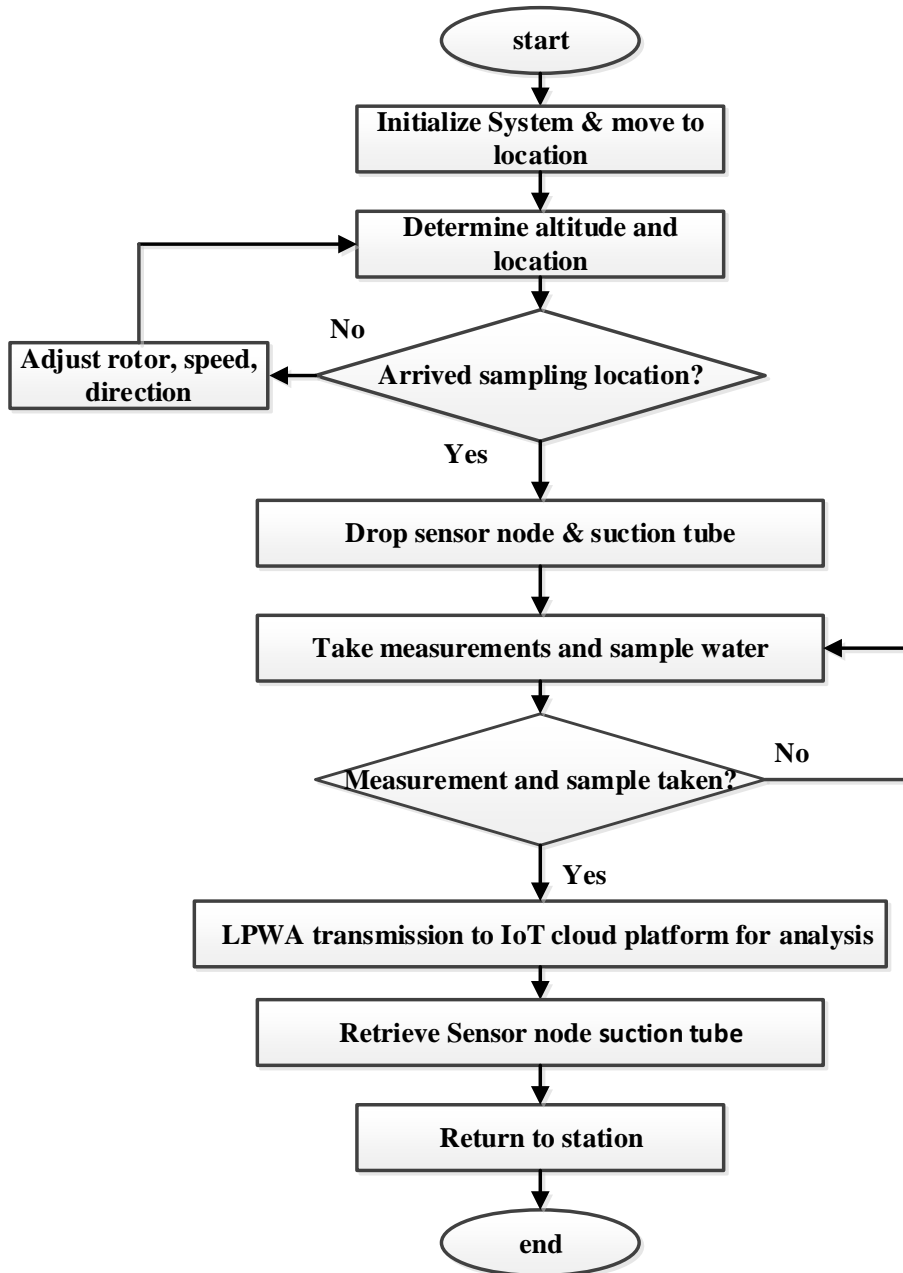 start
Initialize System & move to
location
Determine altitude and
location
No
Adjust rotor, speed,
direction
Arrived sampling location?
Yes
Drop sensor node & suction tube
Take measurements and sample water
No
Measurement and sample taken?
Yes
LPWA transmission to IoT cloud platform for analysis
Retrieve Sensor node suction tube
Return to station
end